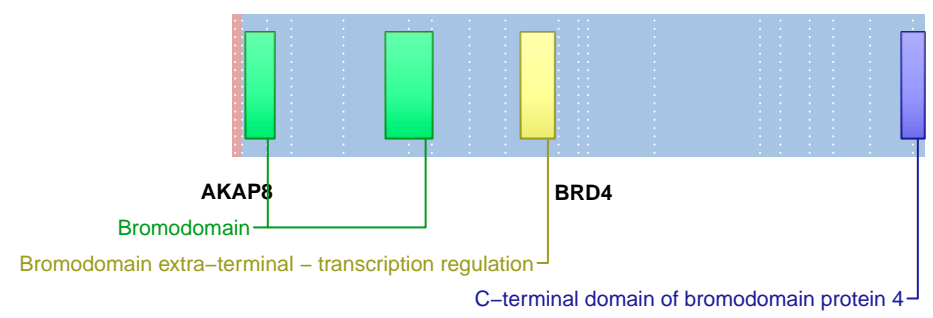 AKAP8 BRD4
Bromodomain
Bromodomain extra−terminal − transcription regulation
C−terminal domain of bromodomain protein 4